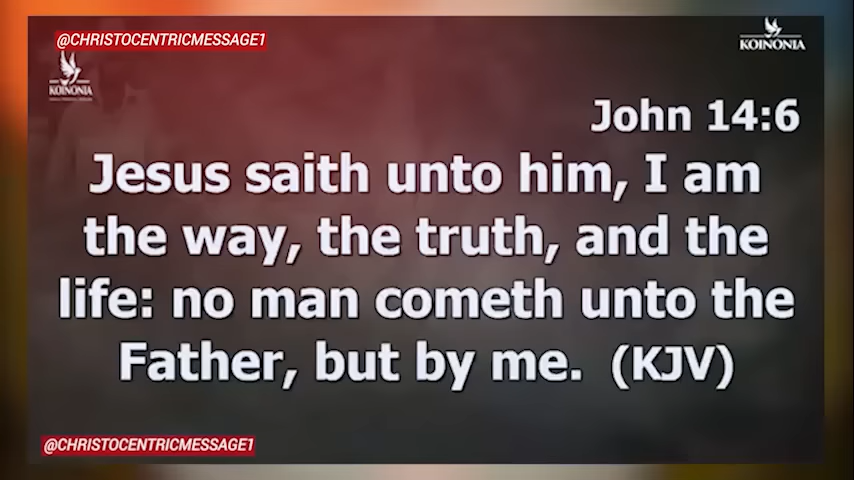 @CHRISTOCENTRICMESSAGE1
KOINONIA
KOINONIA
John 14:6
Jesus saith unto him, I am
the way, the truth, and the
life: no man cometh unto the
Father, but by me. (KJV)
@CHRISTOCENTRICMESSAGE1